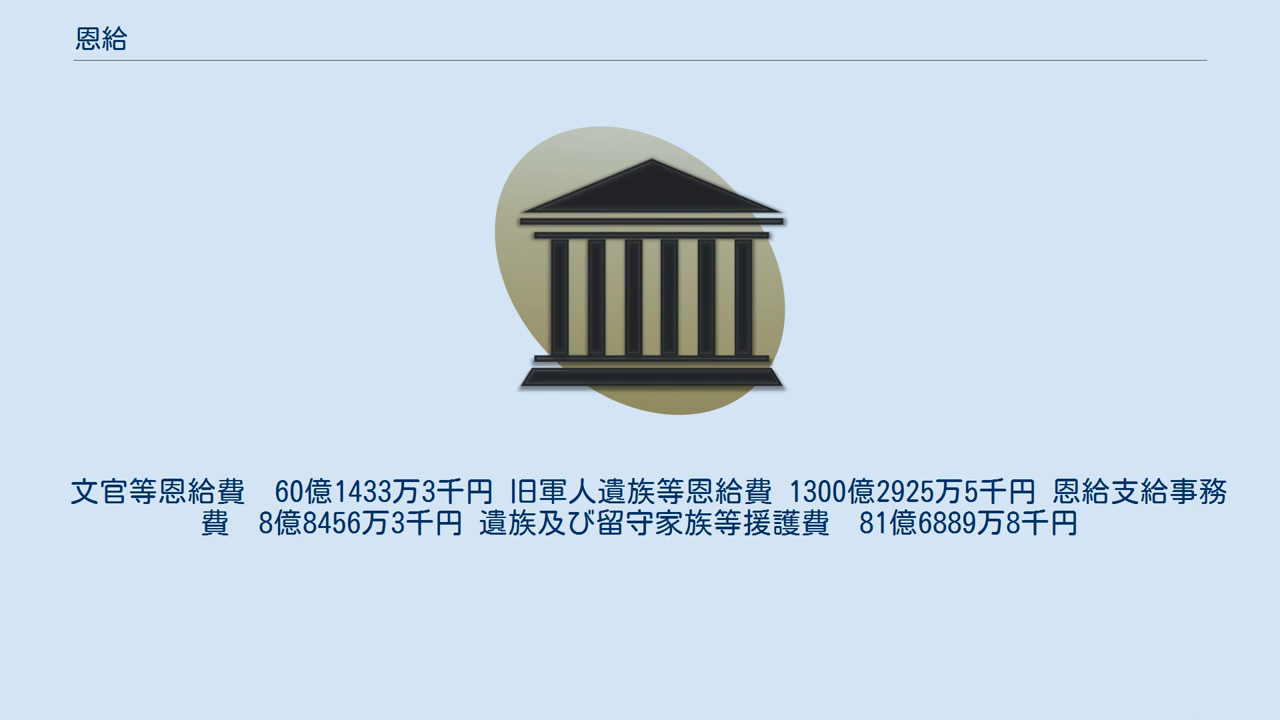 恩給
文官等恩給費　60億1433万3千円 旧軍人遺族等恩給費 1300億2925万5千円 恩給支給事務
費　8億8456万3千円 遺族及び留守家族等援護費　81億6889万8千円